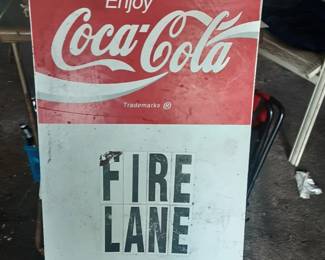 Enjoy
Coca-Cola
Trademarks ®
FIRE
LANE